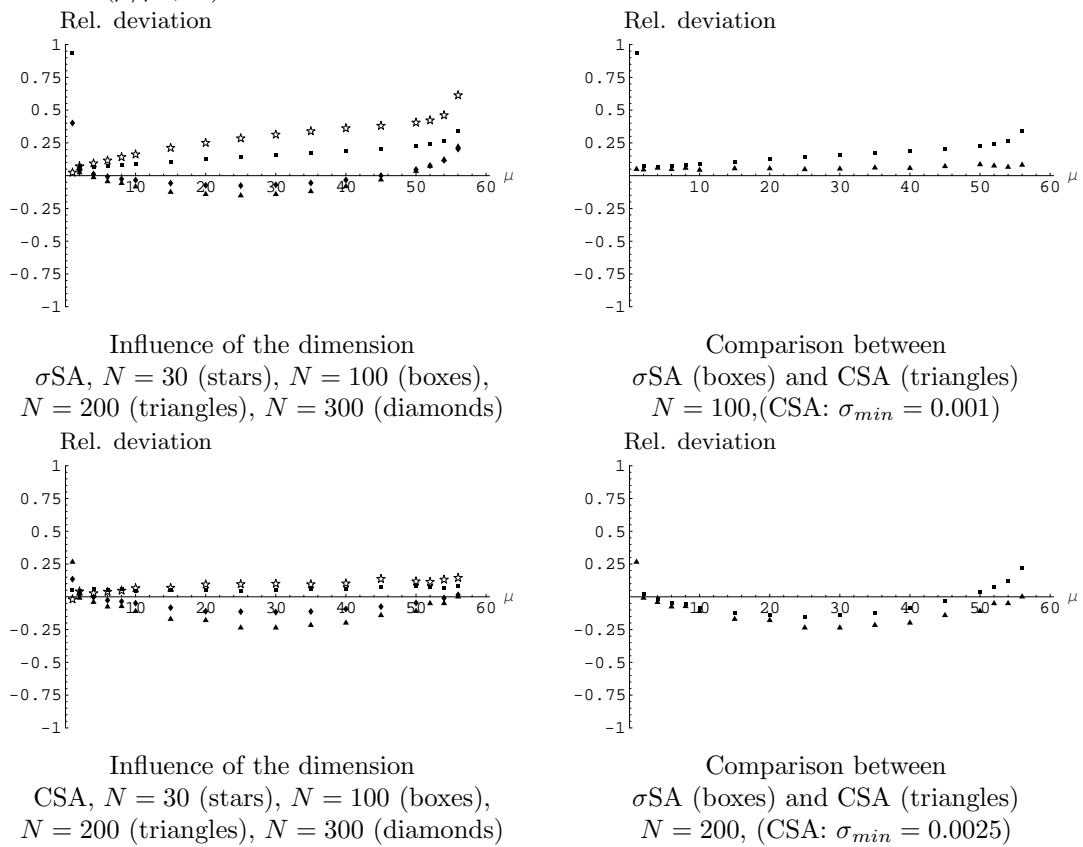 Rel. deviation
1
0.75
0.5
0.25
-0.25
-0.5
-0.75
-1
10 20 30 40 50 60 μ
Influence of the dimension
σSA, N = 30 (stars), N = 100 (boxes),
N = 200 (triangles), N = 300 (diamonds)
Rel. deviation
1
0.75
0.5
0.25
-0.25
-0.5
-0.75
-1
10 20 30 40 50 60 μ
Comparison between
σSA (boxes) and CSA (triangles)
N = 100,(CSA: σmin = 0.001)
Rel. deviation
1
0.75
0.5
0.25
-0.25
-0.5
-0.75
-1
10 20 30 40 50 60 μ
Influence of the dimension
CSA, N = 30 (stars), N = 100 (boxes),
N = 200 (triangles), N = 300 (diamonds)
Rel. deviation
1
0.75
0.5
0.25
-0.25
-0.5
-0.75
-1
10 20 30 40 50 60 μ
Comparison between
σSA (boxes) and CSA (triangles)
N = 200, (CSA: σmin = 0.0025)